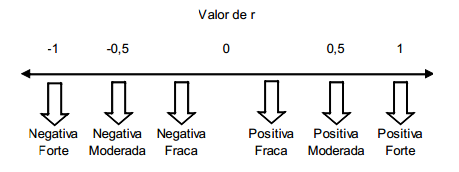 Valor de r
-1 -0,5 0 0,5 1
Negativa Negativa Negativa Positiva Positiva Positiva
Forte Moderada Fraca Fraca Moderada Forte